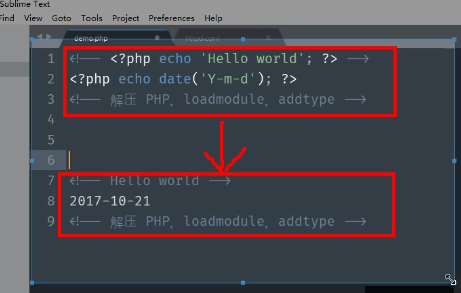 Sublime Text
Find View Goto Tools Project Preferences Help
demo.php httpd.conf
1 <!-- <?php echo 'Hello world'; ?> -->
2 <?php echo date('Y-m-d'); ?>
3 <!-- 解压 PHP, loadmodule, addtype -->
4
5
6
7 <!-- Hello world -->
8 2017-10-21
9 <!-- 解压 PHP, loadmodule, addtype -->